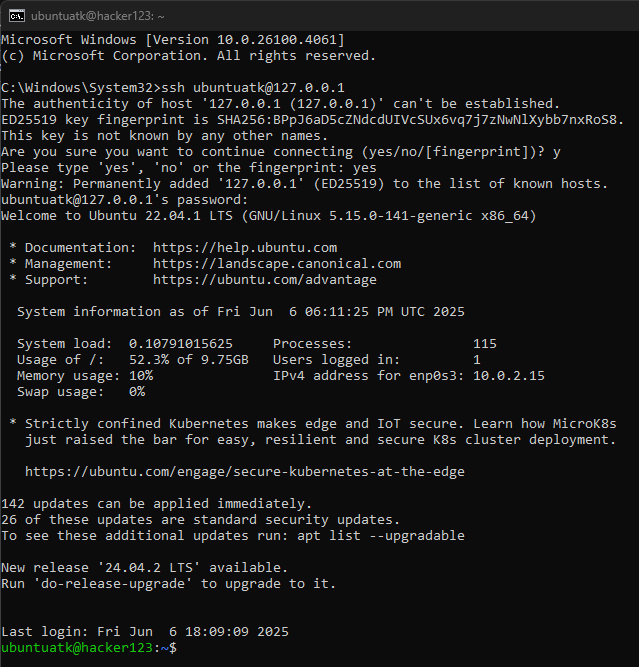 ubuntuatk@hacker123: ~
Microsoft Windows [Version 10.0.26100.4061]
(c) Microsoft Corporation. All rights reserved.
C:\Windows\System32>ssh ubuntuatk@127.0.0.1
The authenticity of host '127.0.0.1 (127.0.0.1)' can't be established.
ED25519 key fingerprint is SHA256:BPpJ6aD5cZNdcdUIVcSUx6vq7j7zNwNlXybb7nxRoS8.
This key is not known by any other names.
Are you sure you want to continue connecting (yes/no/[fingerprint])? y
Please type 'yes', 'no' or the fingerprint: yes
Warning: Permanently added '127.0.0.1' (ED25519) to the list of known hosts.
ubuntuatk@127.0.0.1's password:
Welcome to Ubuntu 22.04.1 LTS (GNU/Linux 5.15.0-141-generic x86_64)
* Documentation:  https://help.ubuntu.com
* Management:     https://landscape.canonical.com
* Support:        https://ubuntu.com/advantage
System information as of Fri Jun  6 06:11:25 PM UTC 2025
System load:  0.10791015625     Processes:               115
Usage of /:   52.3% of 9.75GB   Users logged in:         1
Memory usage: 10%               IPv4 address for enp0s3: 10.0.2.15
Swap usage:   0%
* Strictly confined Kubernetes makes edge and IoT secure. Learn how MicroK8s
just raised the bar for easy, resilient and secure K8s cluster deployment.
https://ubuntu.com/engage/secure-kubernetes-at-the-edge
142 updates can be applied immediately.
26 of these updates are standard security updates.
To see these additional updates run: apt list --upgradable
New release '24.04.2 LTS' available.
Run 'do-release-upgrade' to upgrade to it.
Last login: Fri Jun  6 18:09:09 2025
ubuntuatk@hacker123:~$